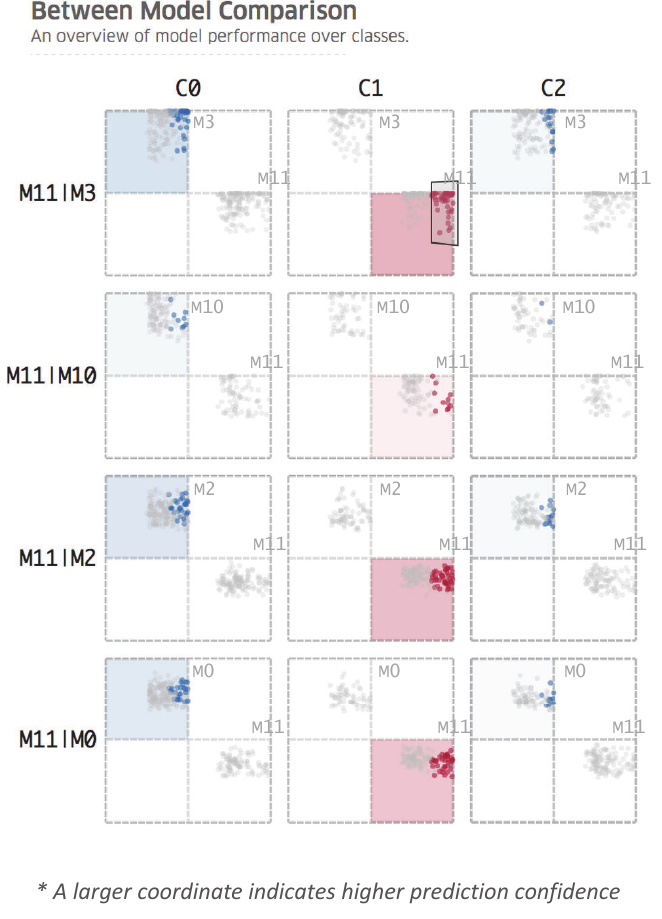 Between Model Comparison
An overview of model performance over classes.
C0 C1 C2
M3 M3 M3
M11 M11 M11
M11|M3
M10 M10 M10
M11 M11 M11
M11|M10
M2 M2 M2
M11 M11 M11
M11|M2
M0 M0 M0
M11 M11 M11
M11|M0
* A larger coordinate indicates higher prediction confidence